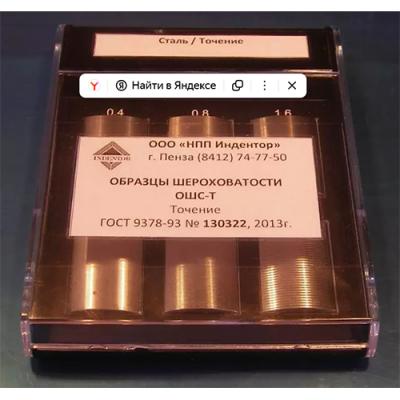 Сталь / Точение
Y Я Найти в Яндексе
0.4 0.8 1.6
ООО «НПП Индентор»
г. Пенза (8412) 74-77-50
INDENTOR
ОБРАЗЦЫ ШЕРОХОВАТОСТИ
ОШС-Т
Точение
ГОСТ 9378-93 № 130322, 2013г.